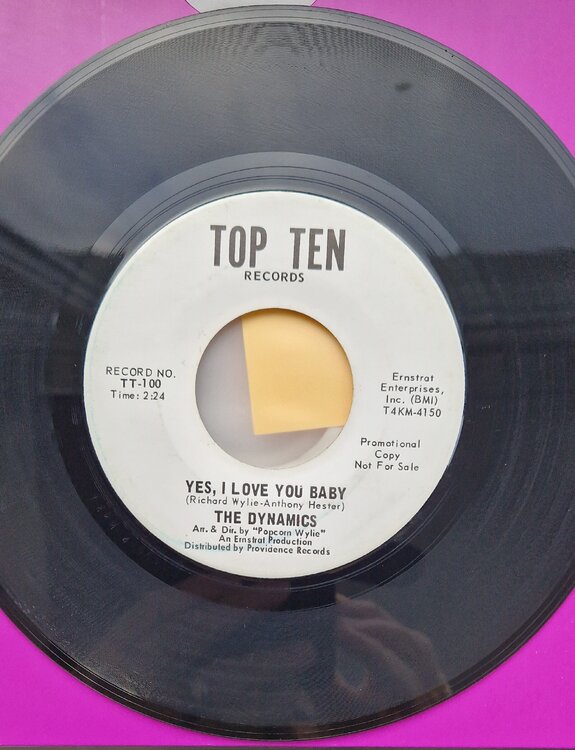 TOP TEN
RECORDS
RECORD NO.
TT-100
Time: 2:24
Ernstrat
Enterprises,
Inc. (BMI)
T4KM-4150
Promotional
Copy
Not For Sale
YES, I LOVE YOU BABY
(Richard Wylie-Anthony Hester)
THE DYNAMICS
Arr. & Dir. by "Popcorn Wylie"
An Ernstrat Production
Distributed by Providence Records